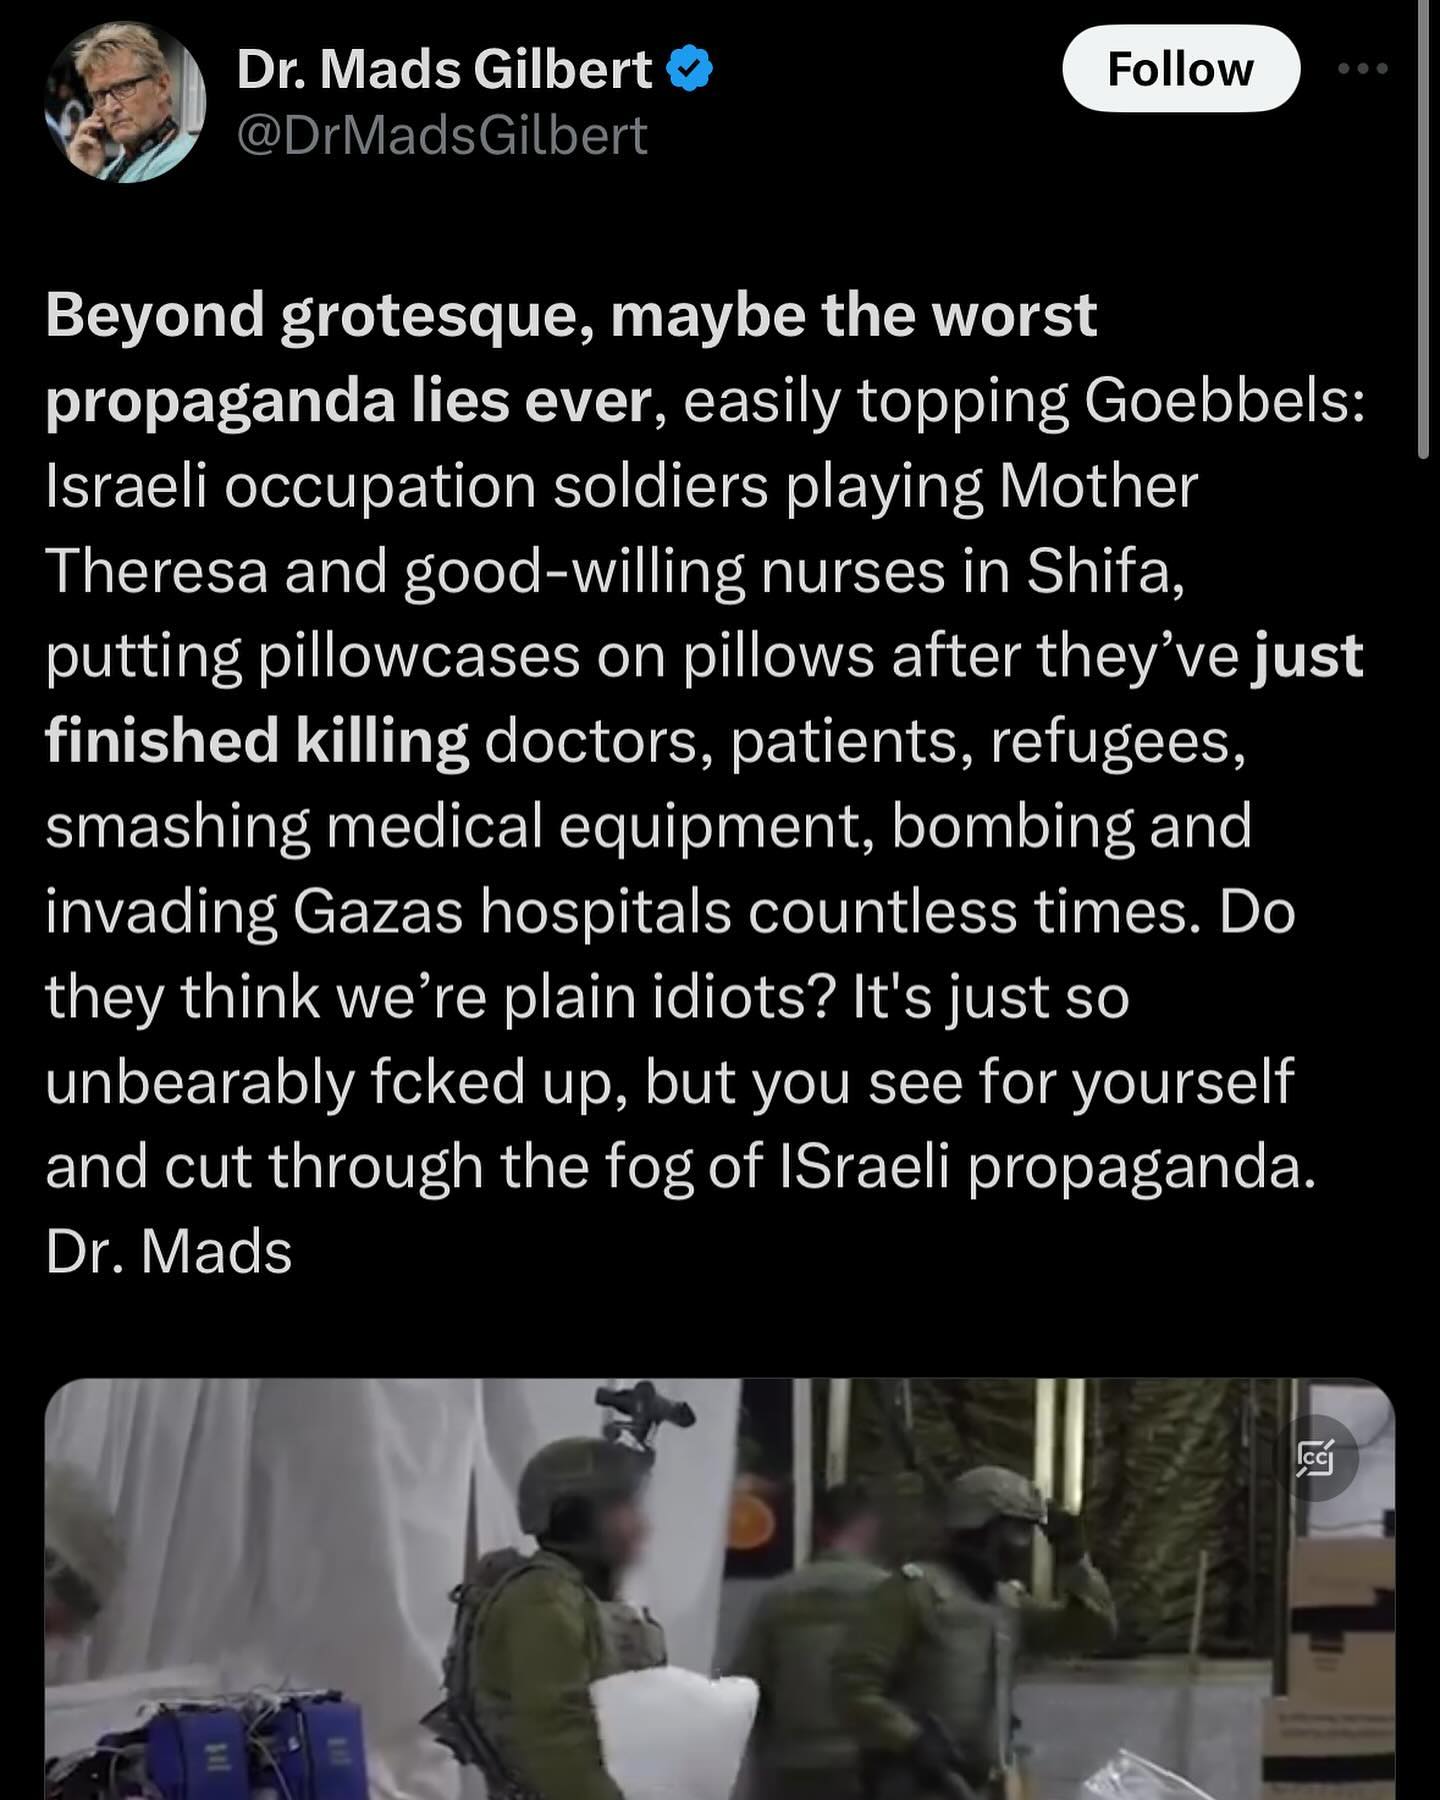 Dr. Mads Gilbert
Follow
@DrMadsGilbert
Beyond grotesque, maybe the worst
propaganda lies ever, easily topping Goebbels:
Israeli occupation soldiers playing Mother
Theresa and good-willing nurses in Shifa,
putting pillowcases on pillows after they’ve just
finished killing doctors, patients, refugees,
smashing medical equipment, bombing and
invading Gazas hospitals countless times. Do
they think we’re plain idiots? It's just so
unbearably fcked up, but you see for yourself
and cut through the fog of ISraeli propaganda.
Dr. Mads
CC